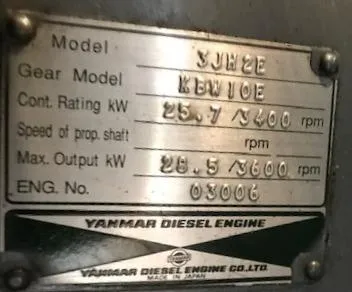 Model 3JH2E
Gear Model KBW10E
Cont. Rating kW 25.7/3400 rpm
Speed of prop. shaft rpm
Max. Output kW 28.5/3600 rpm
ENG. No. 03006
YANMAR DIESEL ENGINE
YANMAR DIESEL ENGINE CO.,LTD.
MADE IN JAPAN